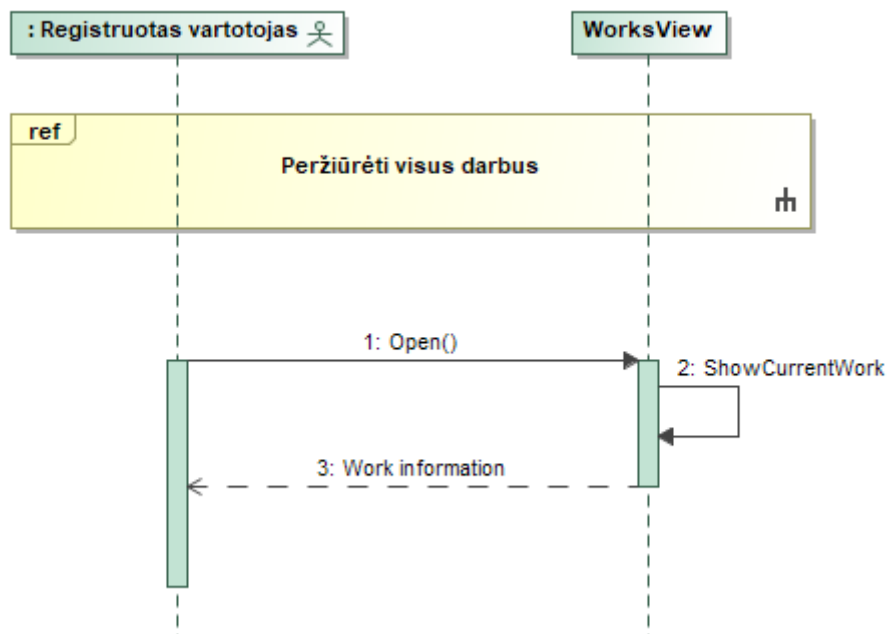 : Registruotas vartotojas
WorksView
ref
Peržiūrėti visus darbus
1: Open()
2: ShowCurrentWork
3: Work information